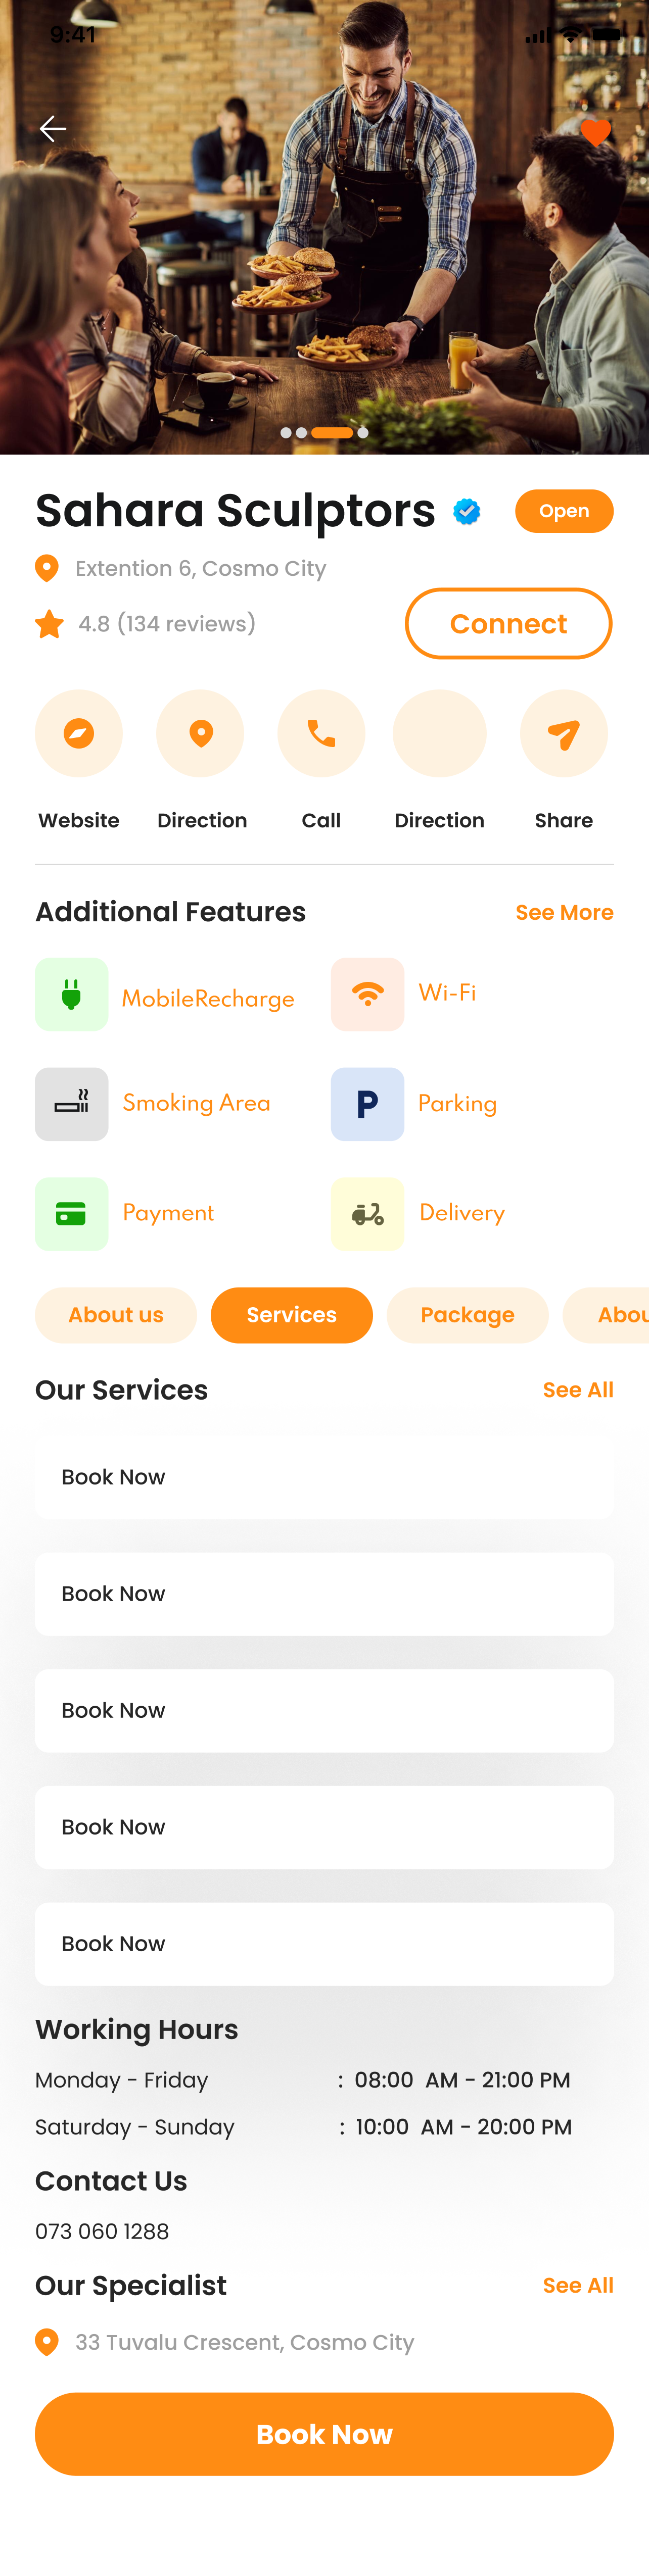 9:41
Sahara Sculptors
Open
Extention 6, Cosmo City
4.8 (134 reviews)
Connect
Website Direction Call Direction Share
Additional Features See More
MobileRecharge Wi-Fi
Smoking Area P Parking
Payment Delivery
About us Services Package Abou
Our Services See All
Book Now
Book Now
Book Now
Book Now
Book Now
Working Hours
Monday - Friday : 08:00 AM - 21:00 PM
Saturday - Sunday : 10:00 AM - 20:00 PM
Contact Us
073 060 1288
Our Specialist See All
33 Tuvalu Crescent, Cosmo City
Book Now